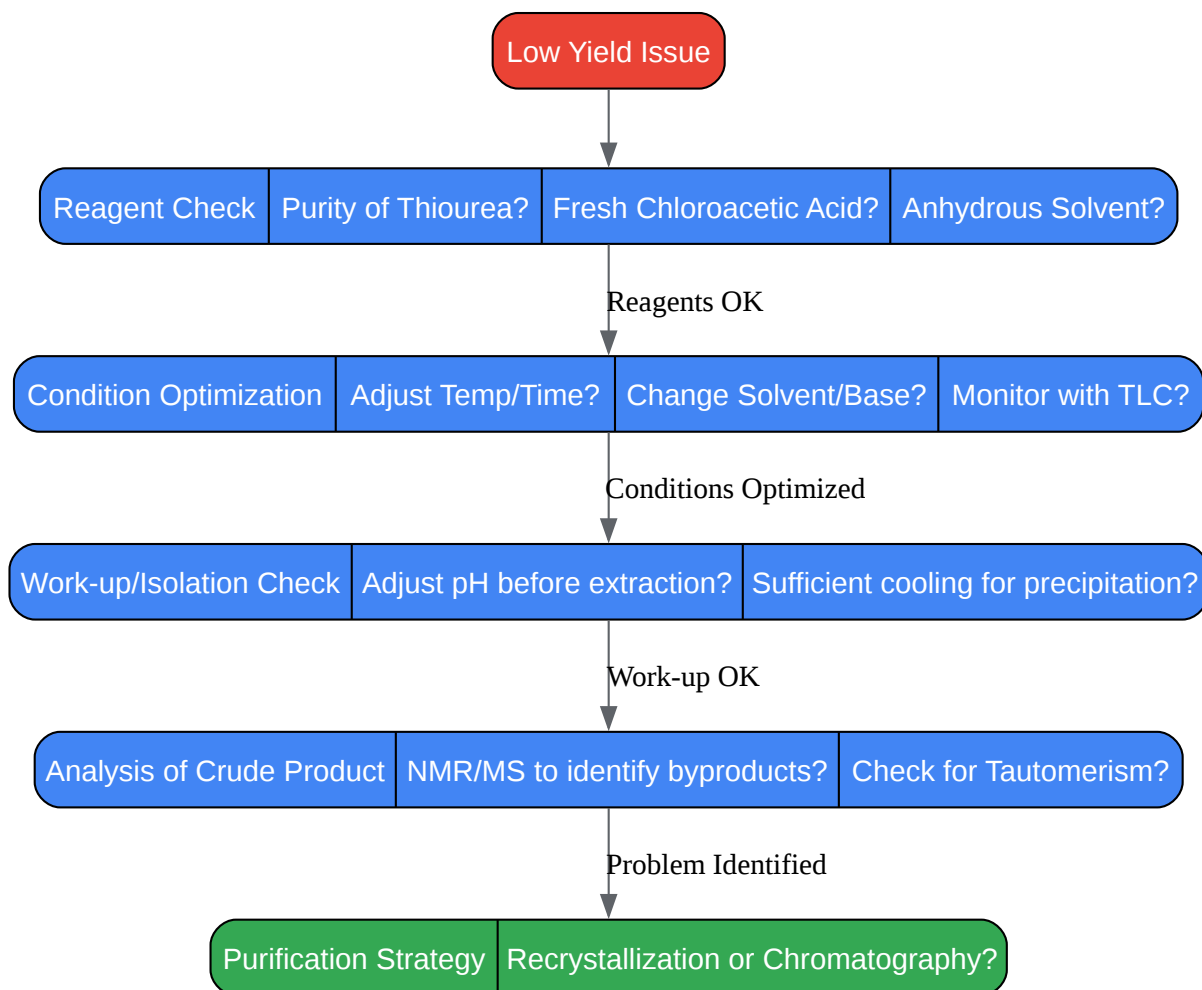 Low Yield Issue
Reagent Check Purity of Thiourea? Fresh Chloroacetic Acid? Anhydrous Solvent?
Reagents OK
Condition Optimization Adjust Temp/Time? Change Solvent/Base? Monitor with TLC?
Conditions Optimized
Work-up/Isolation Check Adjust pH before extraction? Sufficient cooling for precipitation?
Work-up OK
Analysis of Crude Product NMR/MS to identify byproducts? Check for Tautomerism?
Problem Identified
Purification Strategy Recrystallization or Chromatography?